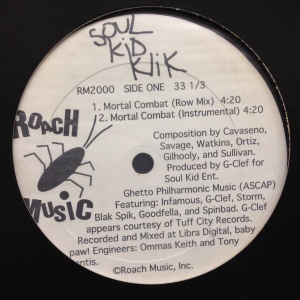 SOUL
KID
KLIK
RM2000 SIDE ONE 33 1/3
1. Mortal Combat (Row Mix) 4:20
2. Mortal Combat (Instrumental) 4:20
ROACH
MUSIC
Composition by Cavaseno,
Savage, Watkins, Ortiz,
Gilhooly, and Sullivan.
Produced by G-Clef for
Soul Kid Ent.
Ghetto Philharmonic Music (ASCAP)
Featuring: Infamous, G-Clef, Storm,
Blak Spik, Goodfella, and Spinbad. G-Clef
appears courtesy of Tuff City Records.
Recorded and Mixed at Libra Digital, baby
paw! Engineers: Ommas Keith and Tony
©Roach Music, Inc.